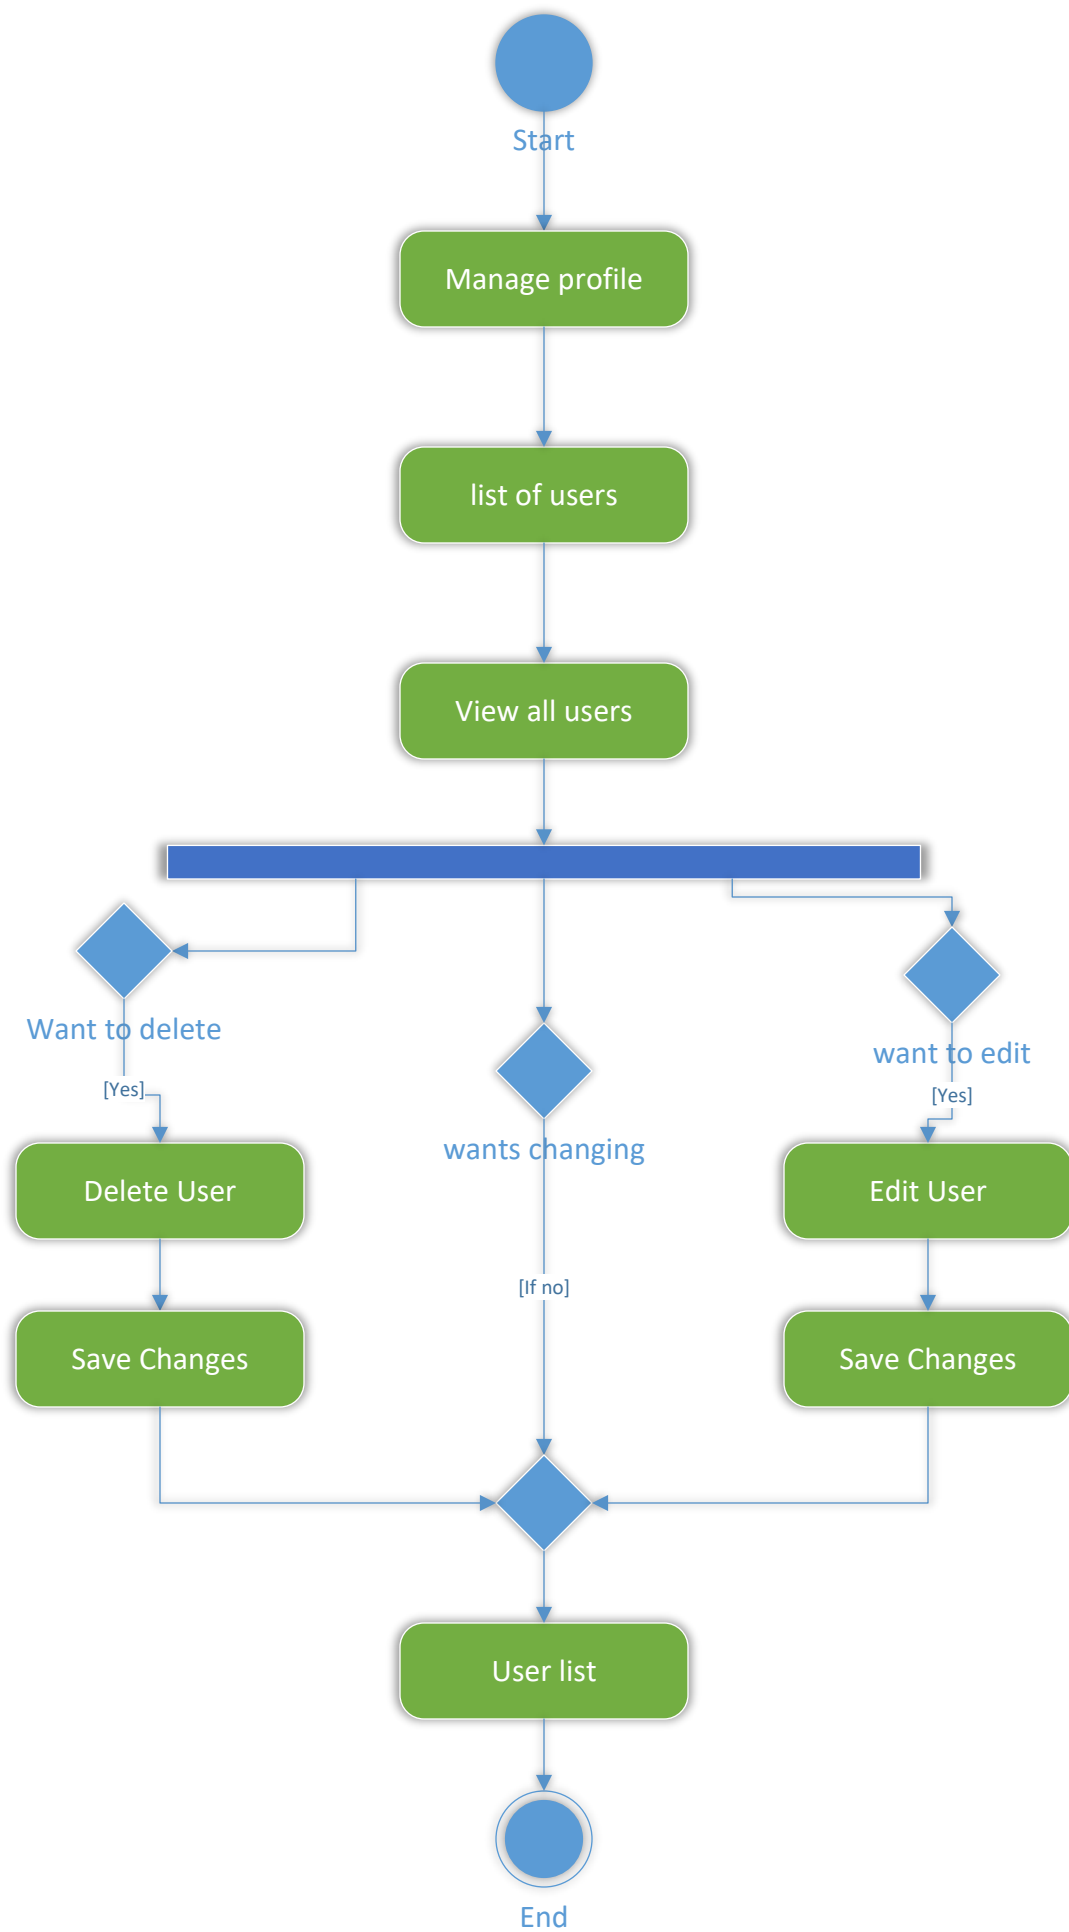 Start
Manage profile
list of users
View all users
Want to delete
want to edit
[Yes]
[Yes]
wants changing
Delete User
Edit User
[If no]
Save Changes
Save Changes
User list
End